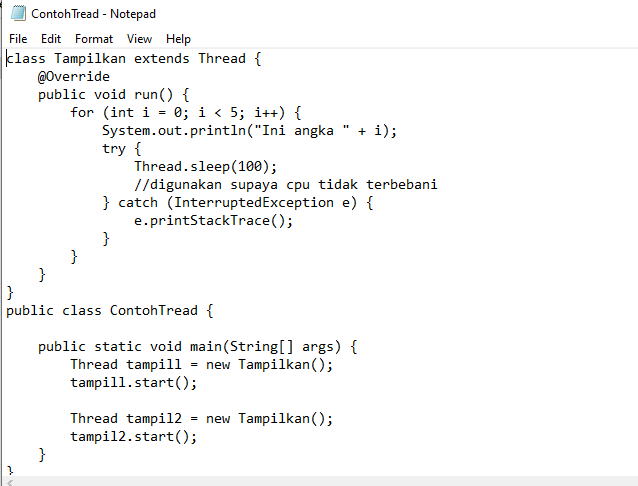 ContohTread - Notepad
File Edit Format View Help
class Tampilkan extends Thread {
    @Override
    public void run() {
        for (int i = 0; i < 5; i++) {
            System.out.println("Ini angka " + i);
            try {
                Thread.sleep(100);
                //digunakan supaya cpu tidak terbebani
            } catch (InterruptedException e) {
                e.printStackTrace();
            }
        }
    }
}
public class ContohTread {
    public static void main(String[] args) {
        Thread tampil1 = new Tampilkan();
        tampil1.start();
        Thread tampil2 = new Tampilkan();
        tampil2.start();
    }
}